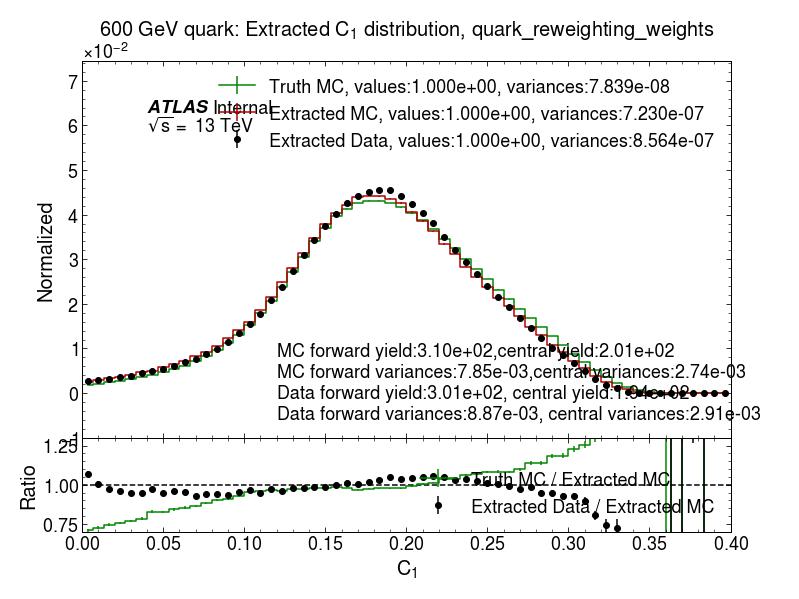 600 GeV quark: Extracted C₁ distribution, quark_reweighting_weights
×10⁻²
Truth MC, values:1.000e+00, variances:7.839e-08
ATLAS Internal
Extracted MC, values:1.000e+00, variances:7.230e-07
√s = 13 TeV
Extracted Data, values:1.000e+00, variances:8.564e-07
7
6
5
4
3
2
1
0
Normalized
MC forward yield:3.10e+02,central yield:2.01e+02
MC forward variances:7.85e-03,central variances:2.74e-03
Data forward yield:3.01e+02, central yield:1.94e+02
Data forward variances:8.87e-03, central variances:2.91e-03
1.25
1.00
0.75
Ratio
Truth MC / Extracted MC
Extracted Data / Extracted MC
0.00 0.05 0.10 0.15 0.20 0.25 0.30 0.35 0.40
C₁